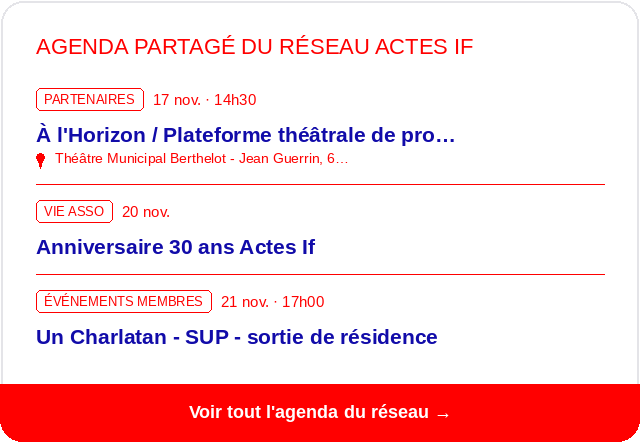 AGENDA PARTAGÉ DU RÉSEAU ACTES IF
PARTENAIRES 17 nov. · 14h30
À l'Horizon / Plateforme théâtrale de pro…
Théâtre Municipal Berthelot - Jean Guerrin, 6…
VIE ASSO 20 nov.
Anniversaire 30 ans Actes If
ÉVÉNEMENTS MEMBRES 21 nov. · 17h00
Un Charlatan - SUP - sortie de résidence
Voir tout l'agenda du réseau →